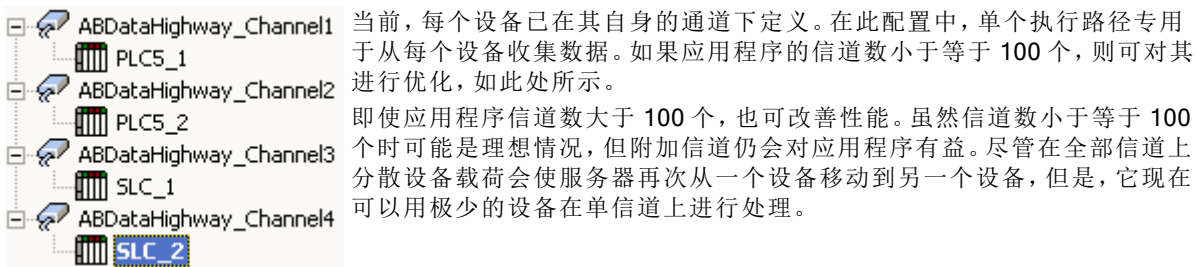 ABDataHighway_Channel1
PLC5_1
ABDataHighway_Channel2
PLC5_2
ABDataHighway_Channel3
SLC_1
ABDataHighway_Channel4
SLC_2
当前，每个设备已在其自身的通道下定义。在此配置中，单个执行路径专用
于从每个设备收集数据。如果应用程序的信道数小于等于 100 个，则可对其
进行优化，如此处所示。
即使应用程序信道数大于 100 个，也可改善性能。虽然信道数小于等于 100
个时可能是理想情况，但附加信道仍会对应用程序有益。尽管在全部信道上
分散设备载荷会使服务器再次从一个设备移动到另一个设备，但是，它现在
可以用极少的设备在单信道上进行处理。